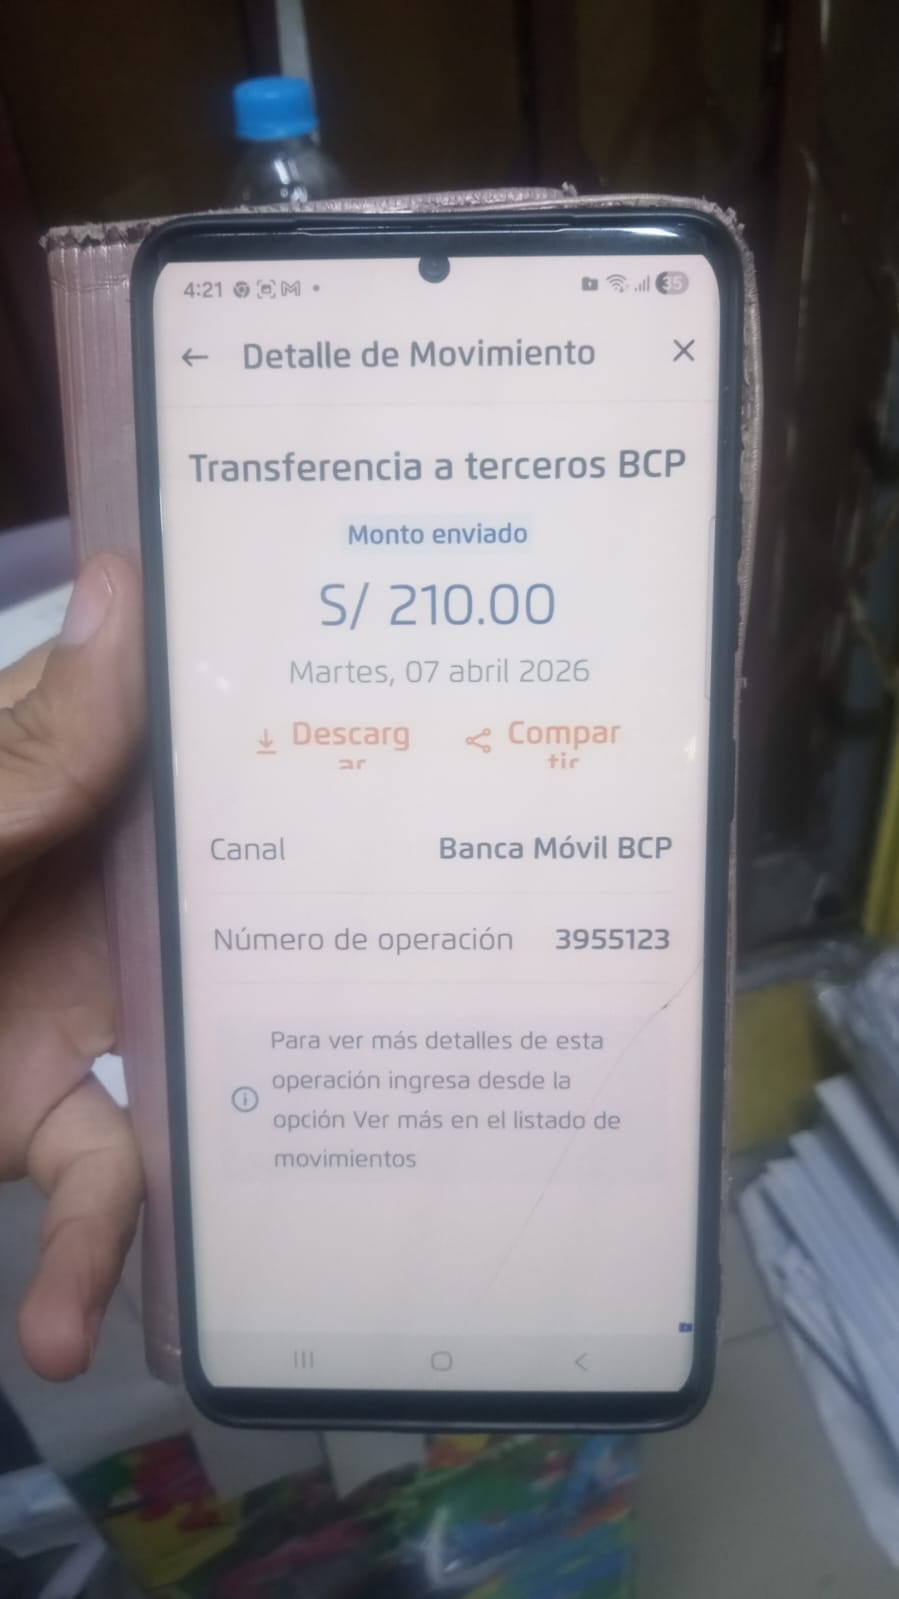 4:21
35
Detalle de Movimiento
Transferencia a terceros BCP
Monto enviado
S/ 210.00
Martes, 07 abril 2026
Descarg
ar
Compar
tir
Canal
Banca Móvil BCP
Número de operación
3955123
Para ver más detalles de esta
operación ingresa desde la
opción Ver más en el listado de
movimientos